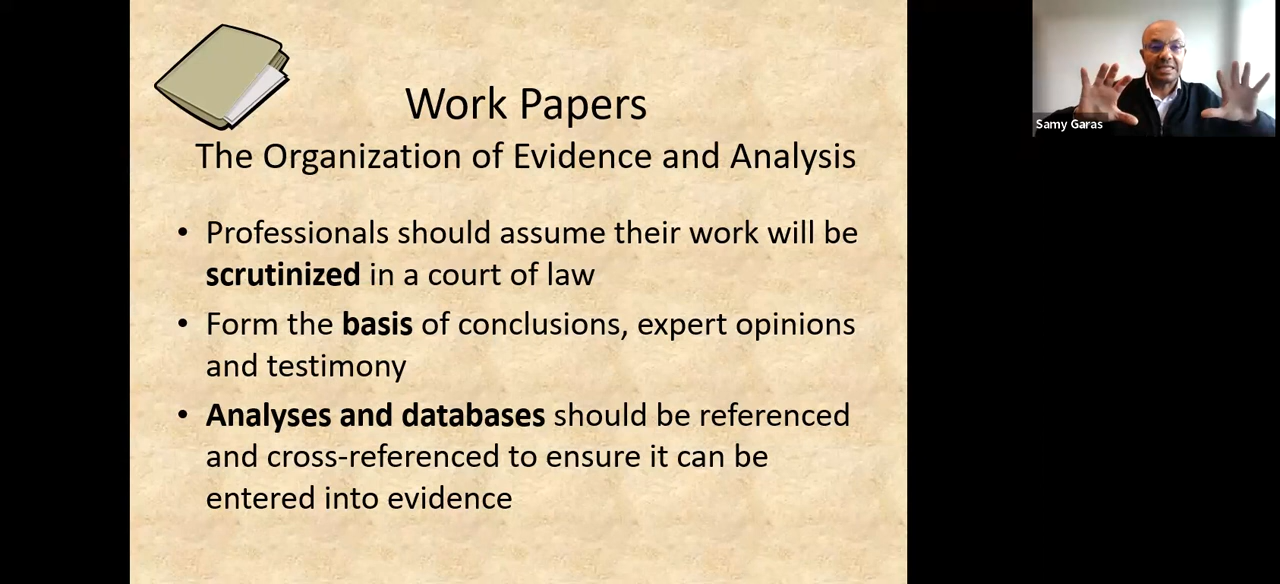 Work Papers
The Organization of Evidence and Analysis
• Professionals should assume their work will be
scrutinized in a court of law
• Form the basis of conclusions, expert opinions
and testimony
• Analyses and databases should be referenced
and cross-referenced to ensure it can be
entered into evidence
Samy Garas